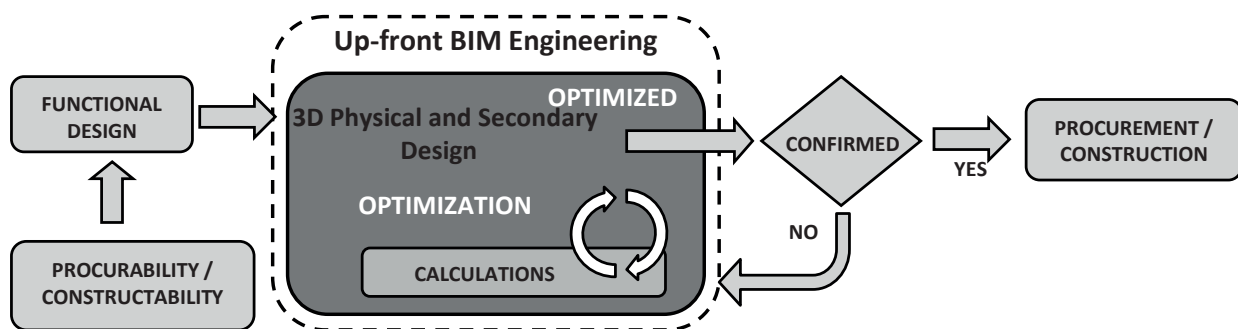 Up-front BIM Engineering
FUNCTIONAL
DESIGN
PROCURABILITY /
CONSTRUCTABILITY
OPTIMIZED
3D Physical and Secondary
Design
OPTIMIZATION
CALCULATIONS
CONFIRMED
YES
NO
PROCUREMENT /
CONSTRUCTION